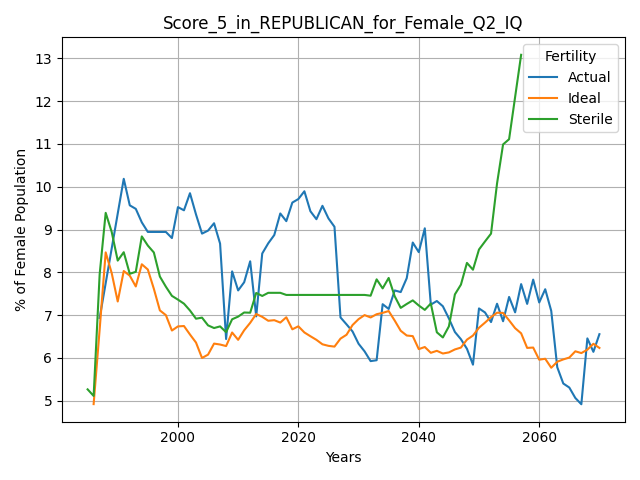 Score_5_in_REPUBLICAN_for_Female_Q2_IQ
Fertility
Actual
Ideal
Sterile
% of Female Population
13
12
11
10
9
8
7
6
5
2000 2020 2040 2060
Years